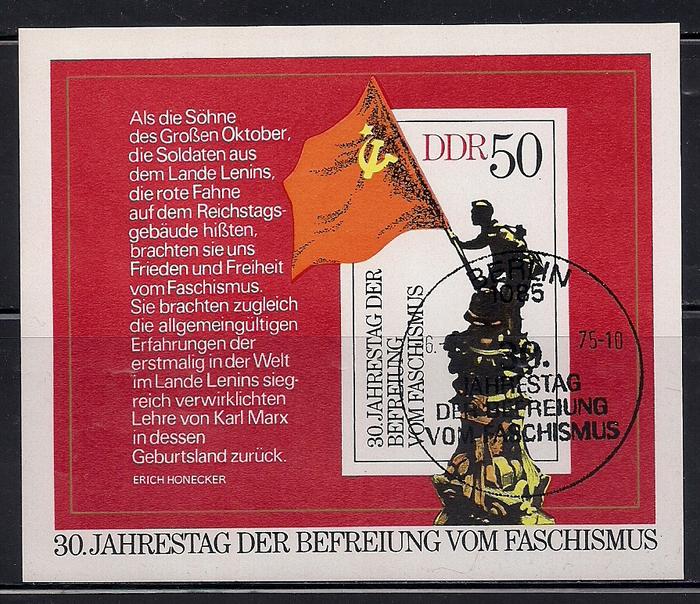 Als die Söhne
des Großen Oktober,
die Soldaten aus
dem Lande Lenins,
die rote Fahne
auf dem Reichstags-
gebäude hißten,
brachten sie uns
Frieden und Freiheit
vom Faschismus.
Sie brachten zugleich
die allgemeingültigen
Erfahrungen der
erstmalig in der Welt
im Lande Lenins sieg-
reich verwirklichten
Lehre von Karl Marx
in dessen
Geburtsland zurück.
ERICH HONECKER
DDR 50
30. JAHRESTAG DER
BEFREIUNG
VOM FASCHISMUS
BERLIN
1085
6. 75-10
30.
JAHRESTAG
DER BEFREIUNG
VOM FASCHISMUS
30. JAHRESTAG DER BEFREIUNG VOM FASCHISMUS